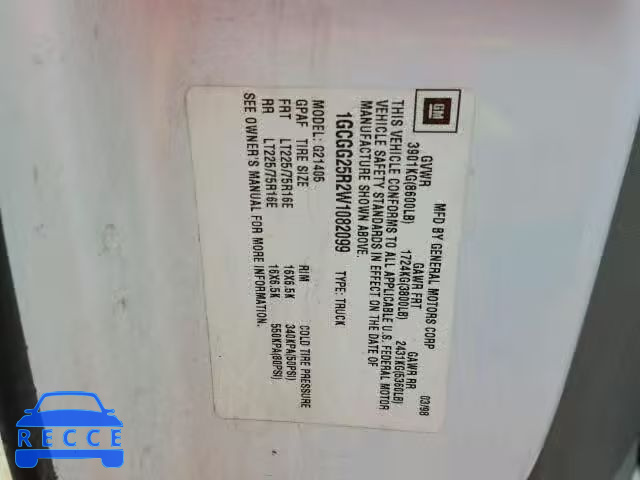 GM
MFD BY GENERAL MOTORS CORP 03/98
GVWR GAWR FRT GAWR RR
3901KG(8600LB) 1724KG(3800LB) 2431KG(5360LB)
THIS VEHICLE CONFORMS TO ALL APPLICABLE U.S. FEDERAL MOTOR
VEHICLE SAFETY STANDARDS IN EFFECT ON THE DATE OF
MANUFACTURE SHOWN ABOVE.
1GCGG25R2W1082099 TYPE: TRUCK
MODEL: G21405
GPAF TIRE SIZE RIM COLD TIRE PRESSURE
FRT LT225/75R16E 16X6.5K 340KPA(50PSI)
RR LT225/75R16E 16X6.5K 550KPA(80PSI)
SEE OWNER'S MANUAL FOR MORE INFORMATION.
RECCE